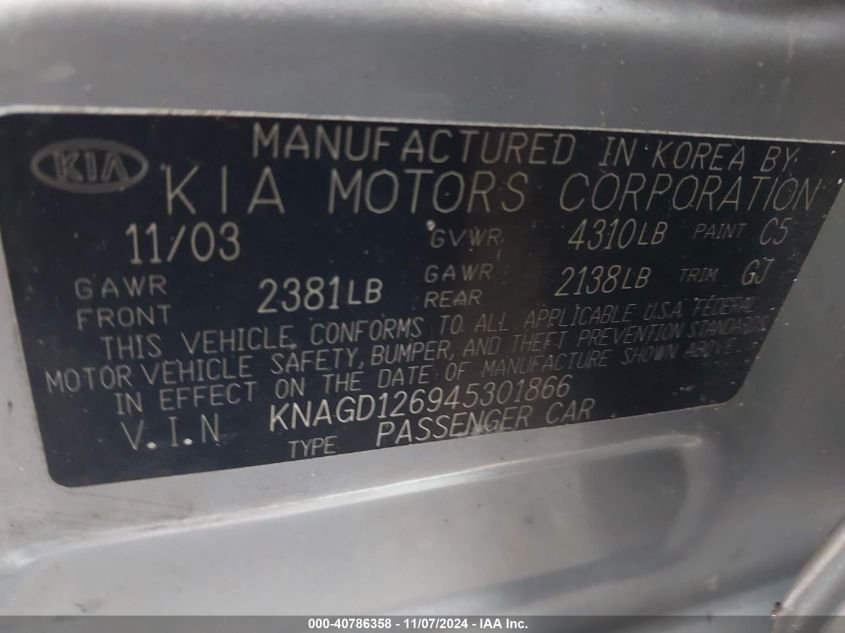 KIA
MANUFACTURED IN KOREA BY
KIA MOTORS CORPORATION
11/03 GVWR 4310LB PAINT C5
GAWR FRONT 2381LB GAWR REAR 2138LB TRIM GJ
THIS VEHICLE CONFORMS TO ALL APPLICABLE U.S.A. FEDERAL
MOTOR VEHICLE SAFETY, BUMPER, AND THEFT PREVENTION STANDARDS
IN EFFECT ON THE DATE OF MANUFACTURE SHOWN ABOVE.
V.I.N KNAGD126945301866
TYPE PASSENGER CAR
000-40786358 - 11/07/2024 - IAA Inc.